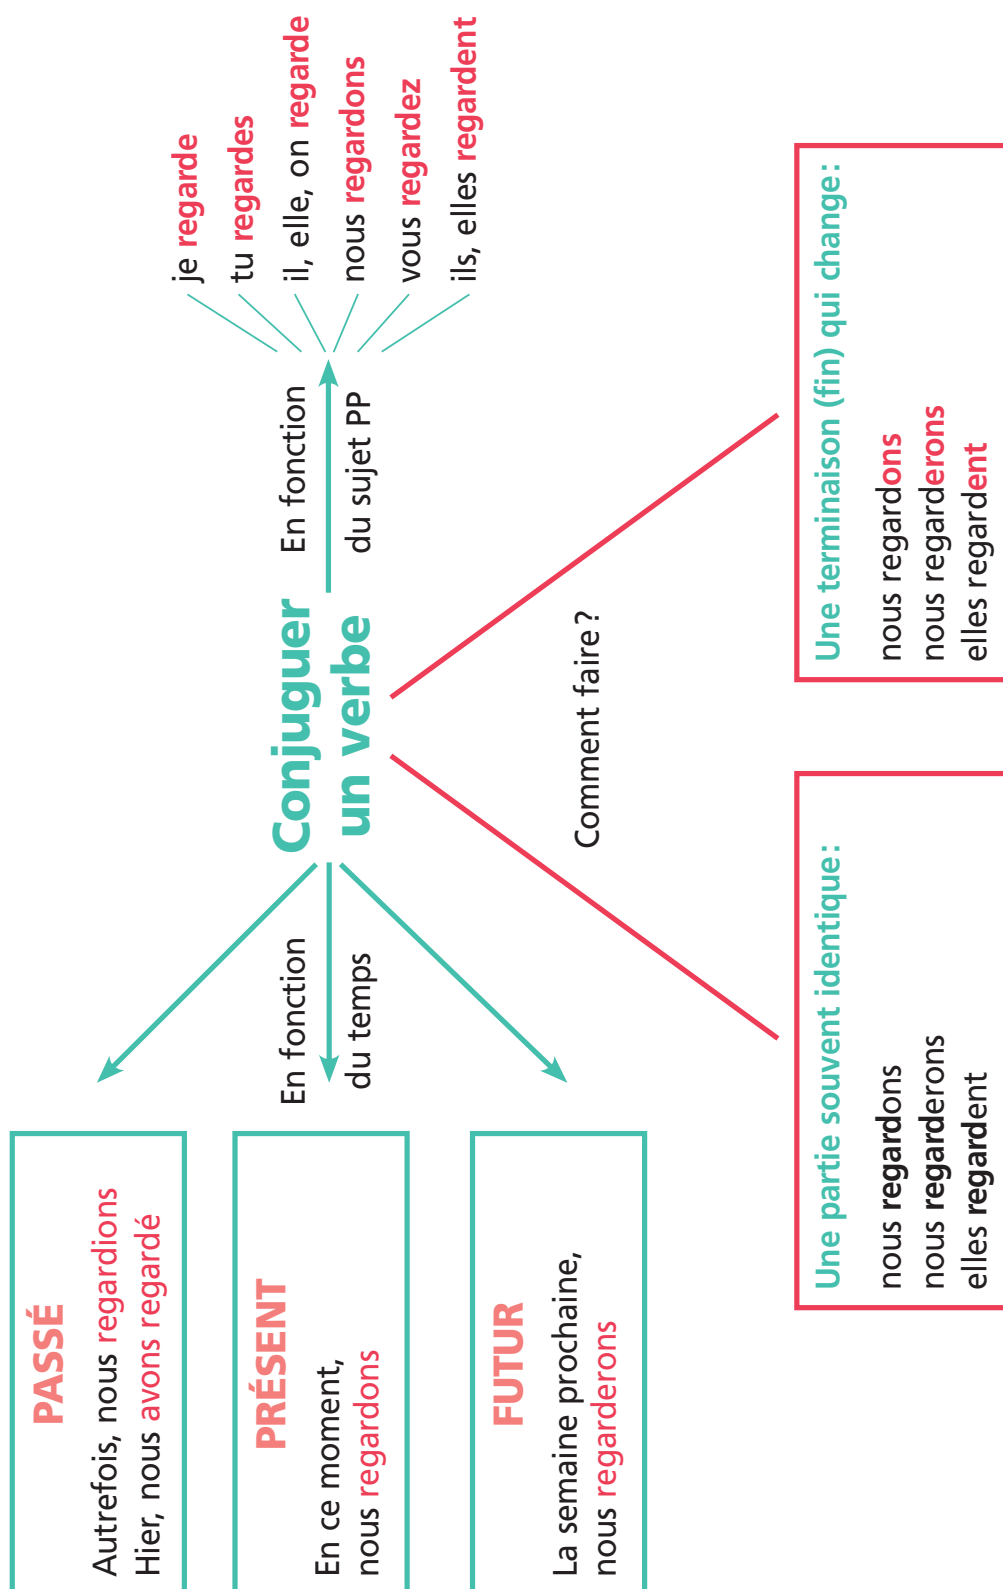 Conjuguer
un verbe
En fonction
du temps
PASSÉ
Autrefois, nous regardions
Hier, nous avons regardé
PRÉSENT
En ce moment,
nous regardons
FUTUR
La semaine prochaine,
nous regarderons
En fonction
du sujet PP
je regarde
tu regardes
il, elle, on regarde
nous regardons
vous regardez
ils, elles regardent
Comment faire ?
Une partie souvent identique :
nous regardons
nous regarderons
elles regardent
Une terminaison (fin) qui change :
nous regardons
nous regarderons
elles regardent